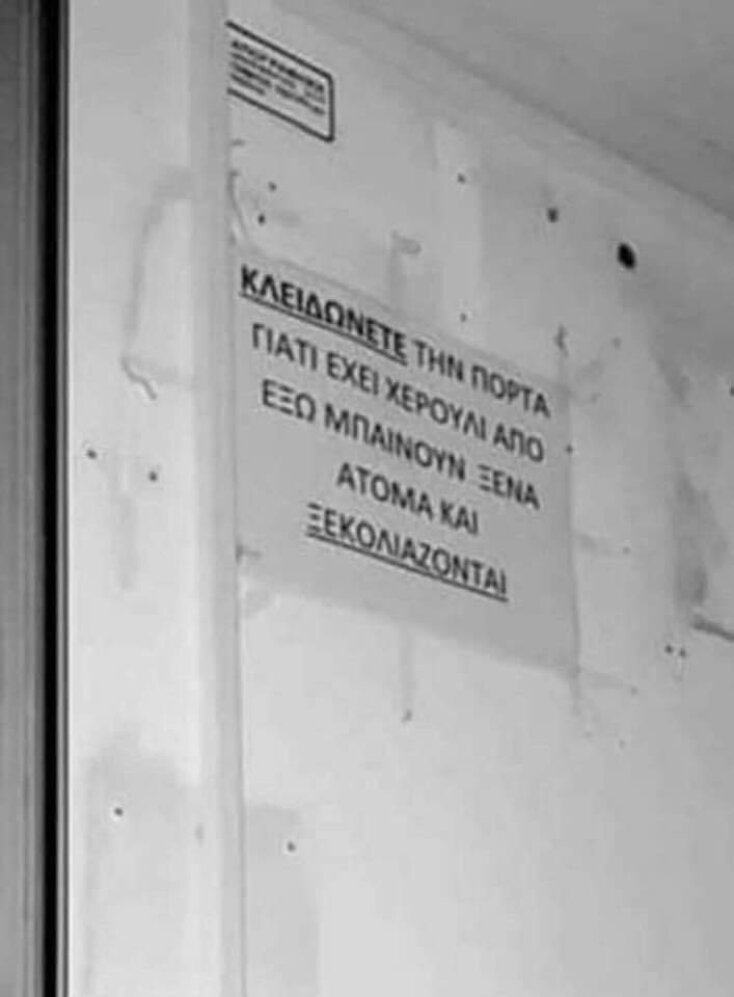 ΚΛΕΙΔΩΝΕΤΕ ΤΗΝ ΠΟΡΤΑ
ΓΙΑΤΙ ΕΧΕΙ ΧΕΡΟΥΛΙ ΑΠΟ
ΕΞΩ ΜΠΑΙΝΟΥΝ ΞΕΝΑ
ΑΤΟΜΑ ΚΑΙ
ΞΕΚΟΛΙΑΖΟΝΤΑΙ